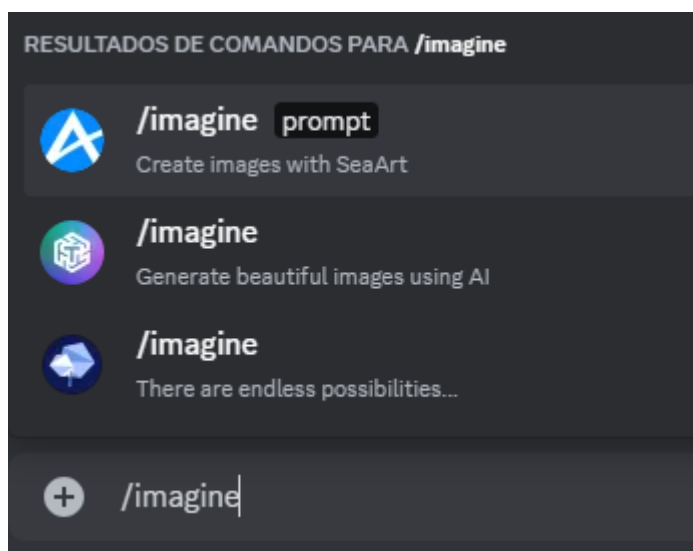 RESULTADOS DE COMANDOS PARA /imagine
/imagine prompt
Create images with SeaArt
/imagine
Generate beautiful images using AI
/imagine
There are endless possibilities...
/imagine